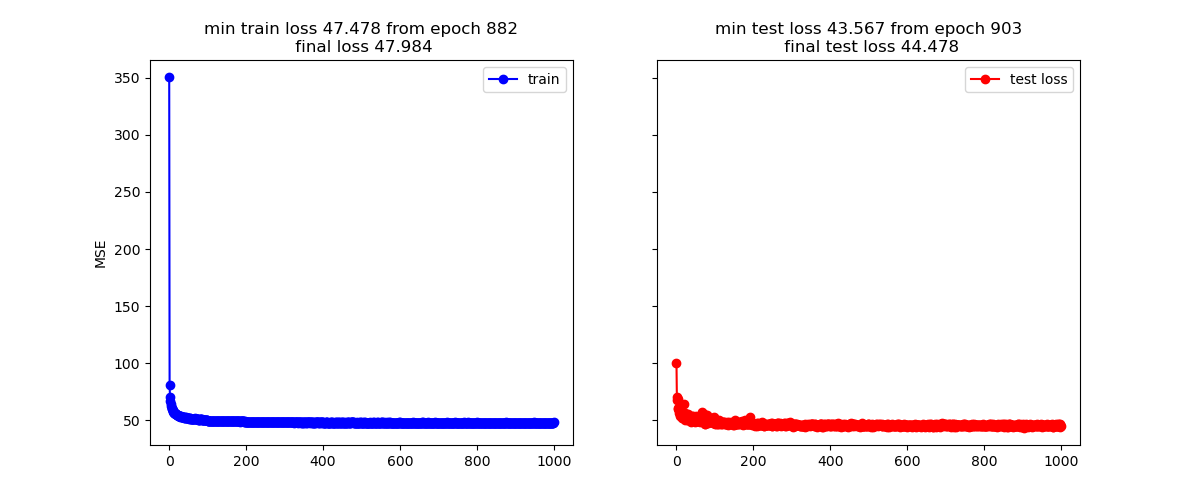 min train loss 47.478 from epoch 882
final loss 47.984
min test loss 43.567 from epoch 903
final test loss 44.478
train
test loss
MSE
350
300
250
200
150
100
50
0 200 400 600 800 1000
0 200 400 600 800 1000